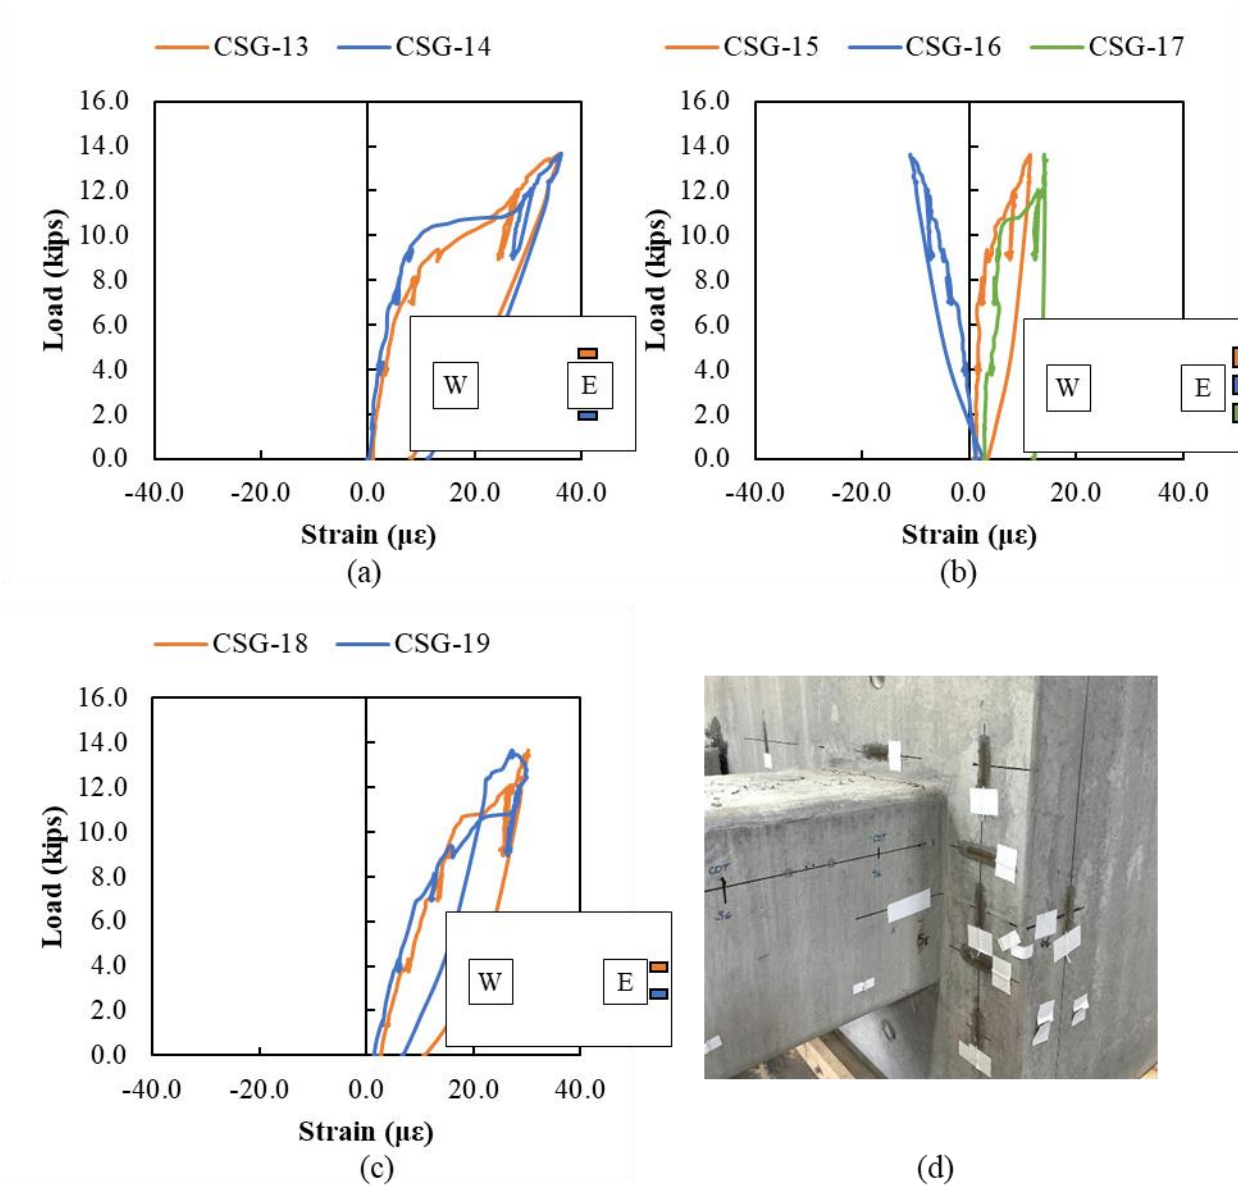 CSG-13 CSG-14
16.0
14.0
12.0
10.0
8.0
6.0
4.0
2.0
0.0
Load (kips)
W E
-40.0 -20.0 0.0 20.0 40.0
Strain (με)
(a)
CSG-15 CSG-16 CSG-17
16.0
14.0
12.0
10.0
8.0
6.0
4.0
2.0
0.0
Load (kips)
W E
-40.0 -20.0 0.0 20.0 40.0
Strain (με)
(b)
CSG-18 CSG-19
16.0
14.0
12.0
10.0
8.0
6.0
4.0
2.0
0.0
Load (kips)
W E
-40.0 -20.0 0.0 20.0 40.0
Strain (με)
(c)
CDT
(d)